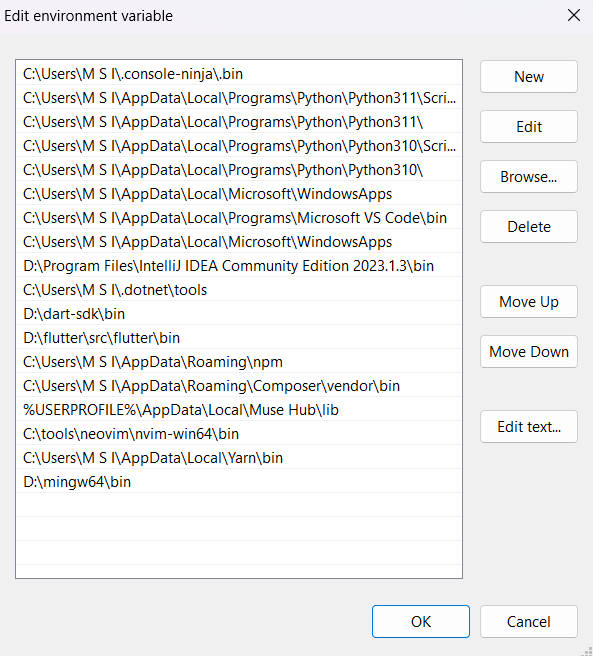 Edit environment variable
C:\Users\M S I\.console-ninja\.bin
C:\Users\M S I\AppData\Local\Programs\Python\Python311\Scri...
C:\Users\M S I\AppData\Local\Programs\Python\Python311\
C:\Users\M S I\AppData\Local\Programs\Python\Python310\Scri...
C:\Users\M S I\AppData\Local\Programs\Python\Python310\
C:\Users\M S I\AppData\Local\Microsoft\WindowsApps
C:\Users\M S I\AppData\Local\Programs\Microsoft VS Code\bin
C:\Users\M S I\AppData\Local\Microsoft\WindowsApps
D:\Program Files\IntelliJ IDEA Community Edition 2023.1.3\bin
C:\Users\M S I\.dotnet\tools
D:\dart-sdk\bin
D:\flutter\src\flutter\bin
C:\Users\M S I\AppData\Roaming\npm
C:\Users\M S I\AppData\Roaming\Composer\vendor\bin
%USERPROFILE%\AppData\Local\Muse Hub\lib
C:\tools\neovim\nvim-win64\bin
C:\Users\M S I\AppData\Local\Yarn\bin
D:\mingw64\bin
New
Edit
Browse...
Delete
Move Up
Move Down
Edit text...
OK
Cancel